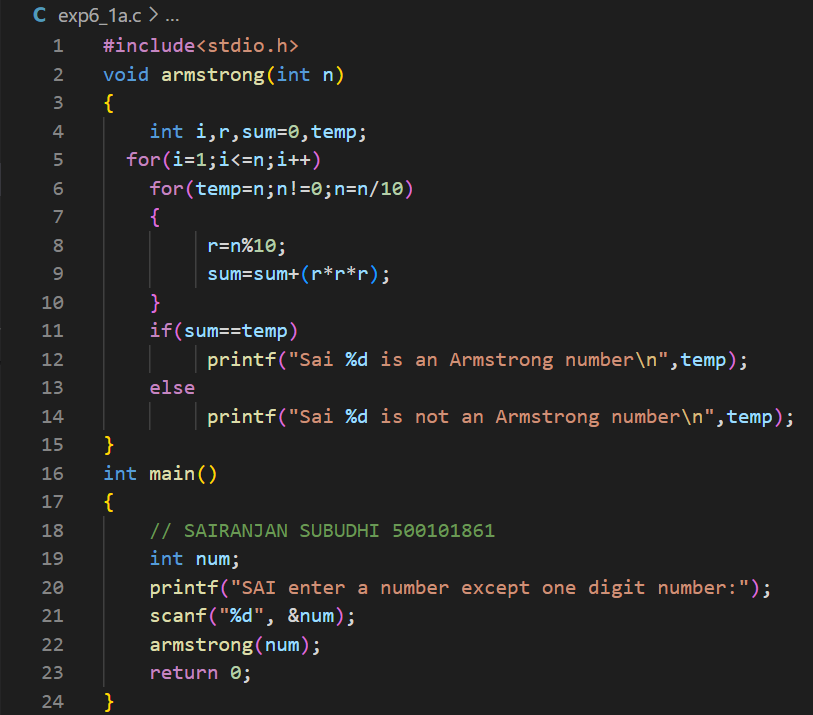 C exp6_1a.c > ...
1 #include<stdio.h>
2 void armstrong(int n)
3 {
4     int i,r,sum=0,temp;
5   for(i=1;i<=n;i++)
6     for(temp=n;n!=0;n=n/10)
7     {
8          r=n%10;
9          sum=sum+(r*r*r);
10     }
11     if(sum==temp)
12          printf("Sai %d is an Armstrong number\n",temp);
13     else
14          printf("Sai %d is not an Armstrong number\n",temp);
15 }
16 int main()
17 {
18     // SAIRANJAN SUBUDHI 500101861
19     int num;
20     printf("SAI enter a number except one digit number:");
21     scanf("%d", &num);
22     armstrong(num);
23     return 0;
24 }